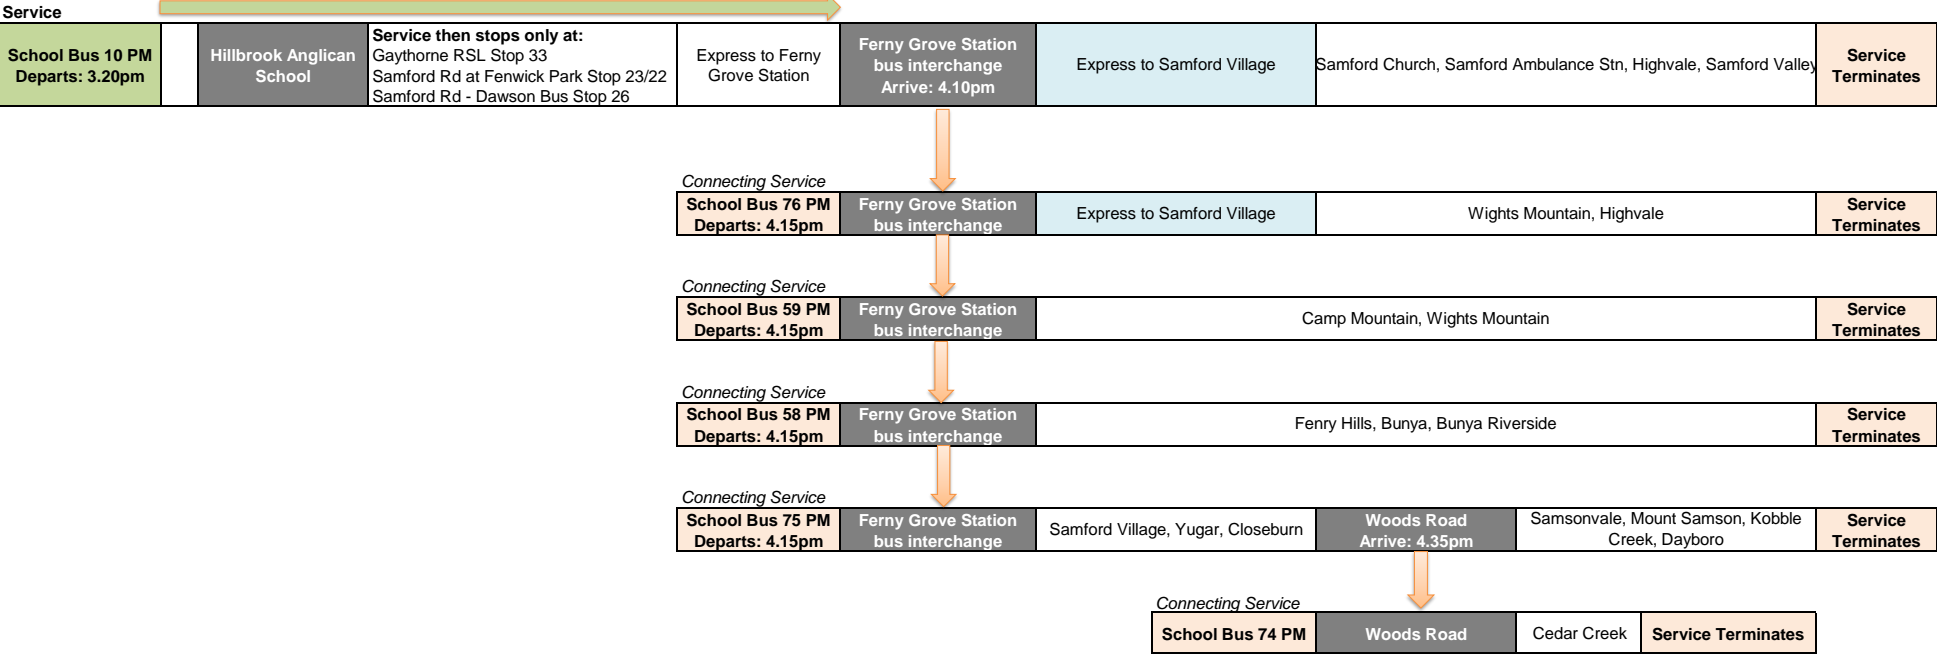 Service
School Bus 10 PM
Departs: 3.20pm
Hillbrook Anglican
School
Service then stops only at:
Gaythorne RSL Stop 33
Samford Rd at Fenwick Park Stop 23/22
Samford Rd - Dawson Bus Stop 26
Express to Ferny
Grove Station
Ferny Grove Station
bus interchange
Arrive: 4.10pm
Express to Samford Village
Samford Church, Samford Ambulance Stn, Highvale, Samford Valley
Service
Terminates
Connecting Service
School Bus 76 PM
Departs: 4.15pm
Ferny Grove Station
bus interchange
Express to Samford Village
Wights Mountain, Highvale
Service
Terminates
Connecting Service
School Bus 59 PM
Departs: 4.15pm
Ferny Grove Station
bus interchange
Camp Mountain, Wights Mountain
Service
Terminates
Connecting Service
School Bus 58 PM
Departs: 4.15pm
Ferny Grove Station
bus interchange
Fenry Hills, Bunya, Bunya Riverside
Service
Terminates
Connecting Service
School Bus 75 PM
Departs: 4.15pm
Ferny Grove Station
bus interchange
Samford Village, Yugar, Closeburn
Woods Road
Arrive: 4.35pm
Samsonvale, Mount Samson, Kobble
Creek, Dayboro
Service
Terminates
Connecting Service
School Bus 74 PM
Woods Road
Cedar Creek
Service Terminates